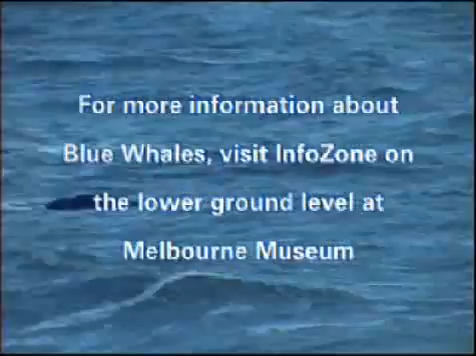 For more information about
Blue Whales, visit InfoZone on
the lower ground level at
Melbourne Museum